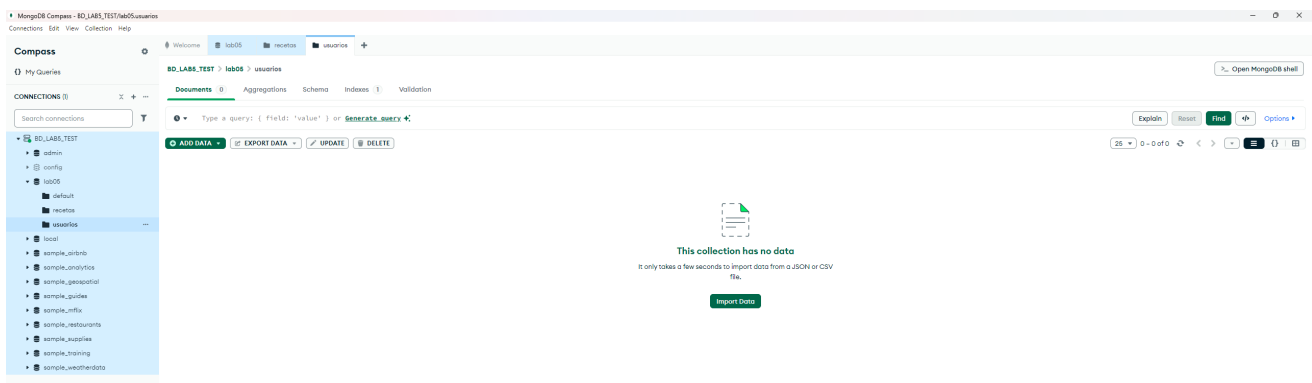 MongoDB Compass - BD_LAB5_TEST/lab05.usuarios
Connections Edit View Collection Help
Compass
Welcome lab05 recetas usuarios
{} My Queries
BD_LAB5_TEST > lab05 > usuarios
>_ Open MongoDB shell
Documents 0 Aggregations Schema Indexes 1 Validation
CONNECTIONS (1)
Search connections
Type a query: { field: 'value' } or Generate query
Explain Reset Find </> Options
BD_LAB5_TEST
ADD DATA EXPORT DATA UPDATE DELETE
25 0 - 0 of 0
admin
config
lab05
default
recetas
usuarios
local
sample_airbnb
sample_analytics
sample_geospatial
sample_guides
sample_mflix
sample_restaurants
sample_supplies
sample_training
sample_weatherdata
This collection has no data
It only takes a few seconds to import data from a JSON or CSV
file.
Import Data